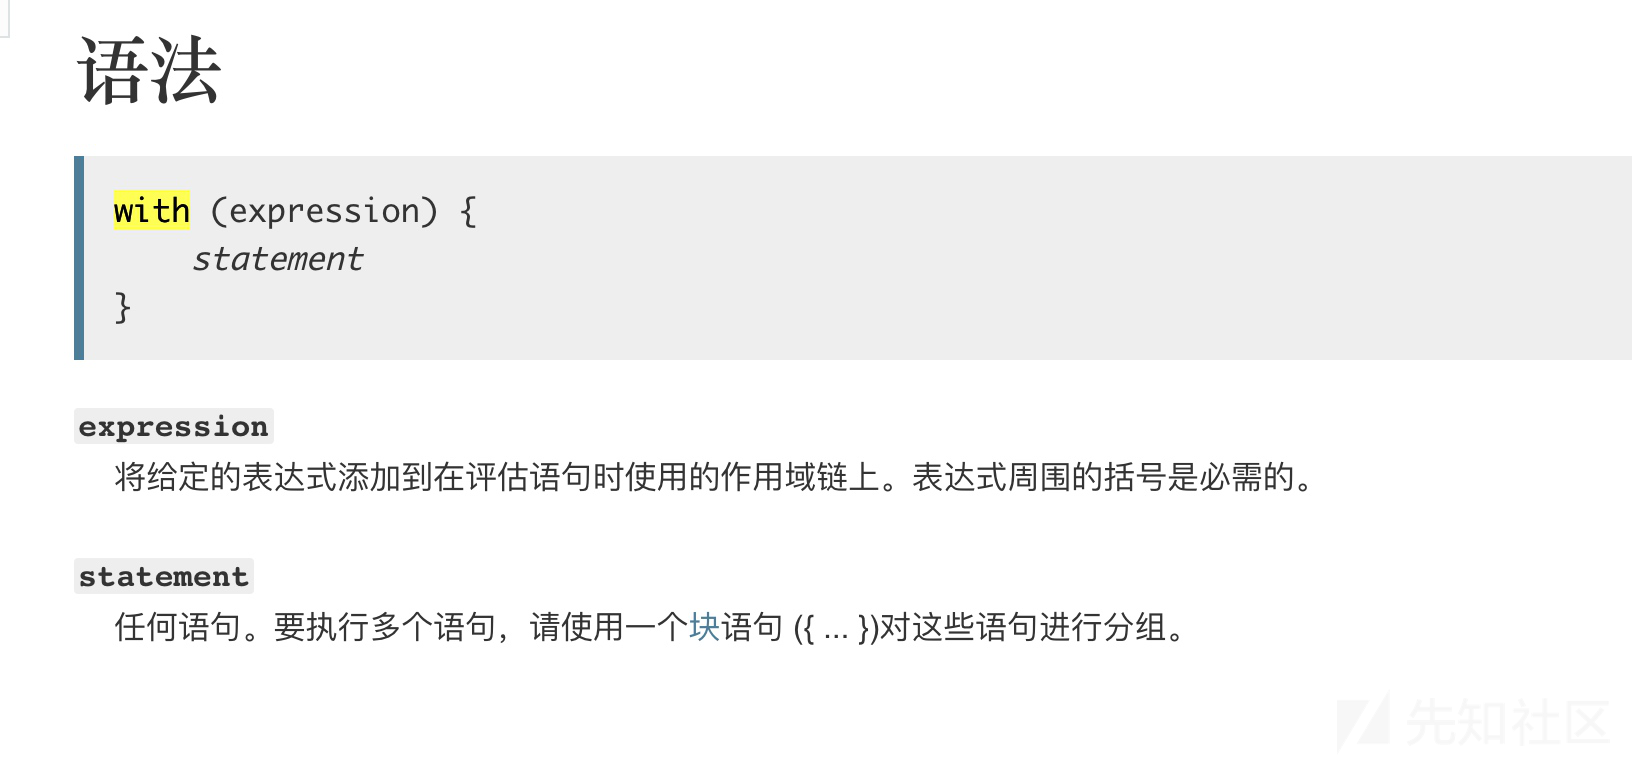 语法
with (expression) {
    statement
}
expression
将给定的表达式添加到在评估语句时使用的作用域链上。表达式周围的括号是必需的。
statement
任何语句。要执行多个语句，请使用一个块语句 ({ ... })对这些语句进行分组。
先知社区